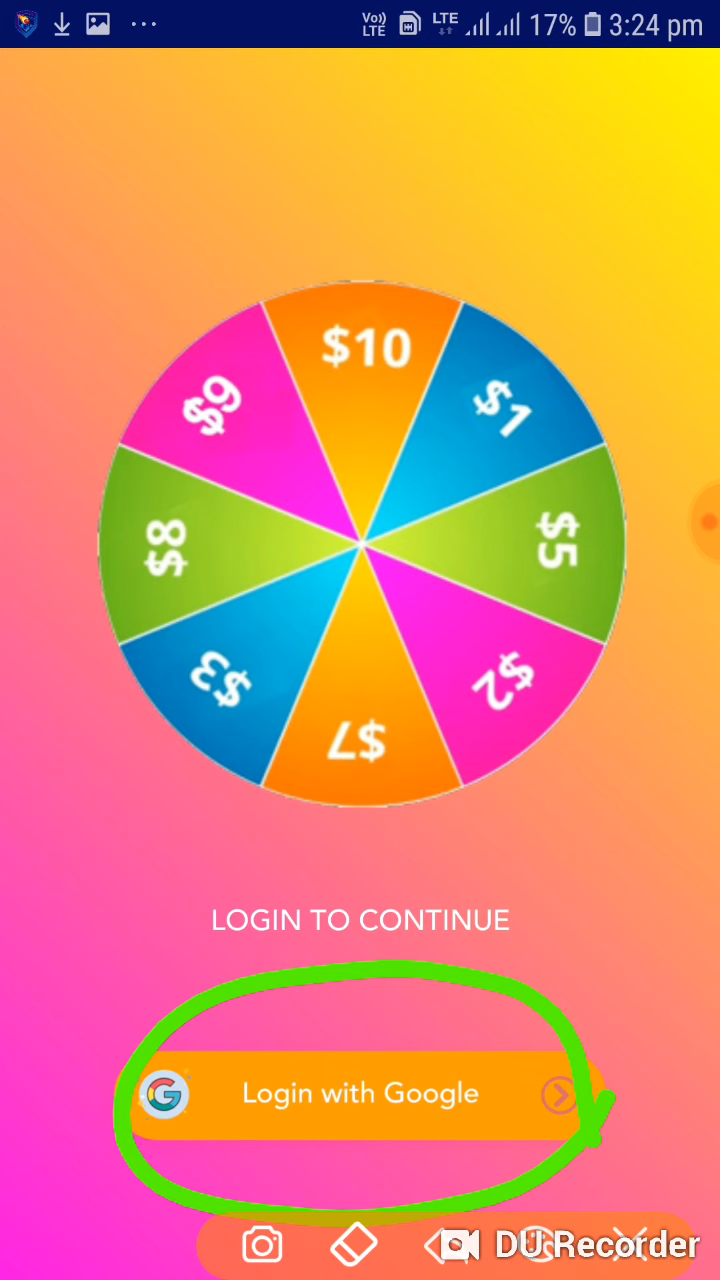 Vo)) LTE LTE 17% 3:24 pm
$10
$9
$1
$8
$5
$3
$2
$7
LOGIN TO CONTINUE
G Login with Google
DU Recorder